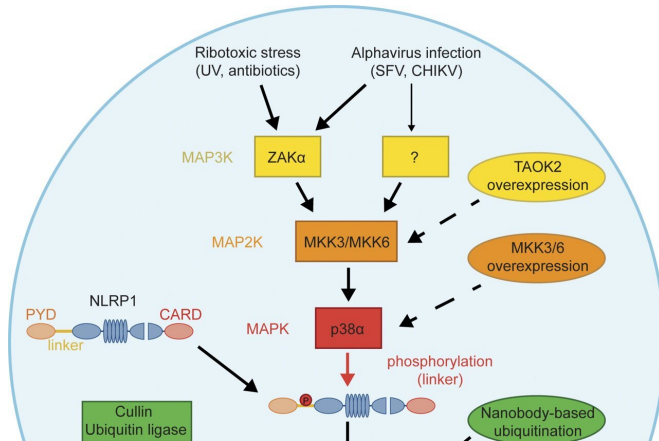 Ribotoxic stress
(UV, antibiotics)
Alphavirus infection
(SFV, CHIKV)
MAP3K
ZAKα
?
TAOK2
overexpression
MAP2K
MKK3/MKK6
MKK3/6
overexpression
PYD
NLRP1
CARD
linker
MAPK
p38α
phosphorylation
(linker)
P
Cullin
Ubiquitin ligase
Nanobody-based
ubiquitination